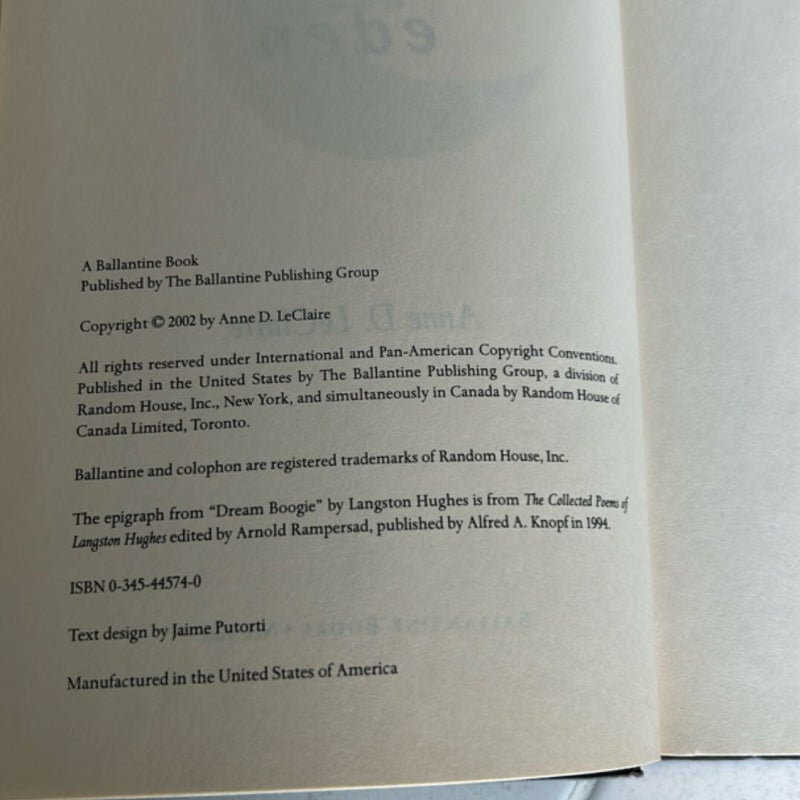 eden
A Ballantine Book
Published by The Ballantine Publishing Group
Copyright © 2002 by Anne D. LeClaire
Anne D. LeClaire
All rights reserved under International and Pan-American Copyright Conventions.
Published in the United States by The Ballantine Publishing Group, a division of
Random House, Inc., New York, and simultaneously in Canada by Random House of
Canada Limited, Toronto.
Ballantine and colophon are registered trademarks of Random House, Inc.
The epigraph from “Dream Boogie” by Langston Hughes is from The Collected Poems of
Langston Hughes edited by Arnold Rampersad, published by Alfred A. Knopf in 1994.
ISBN 0-345-44574-0
Ballantine Books
Text design by Jaime Putorti
Manufactured in the United States of America